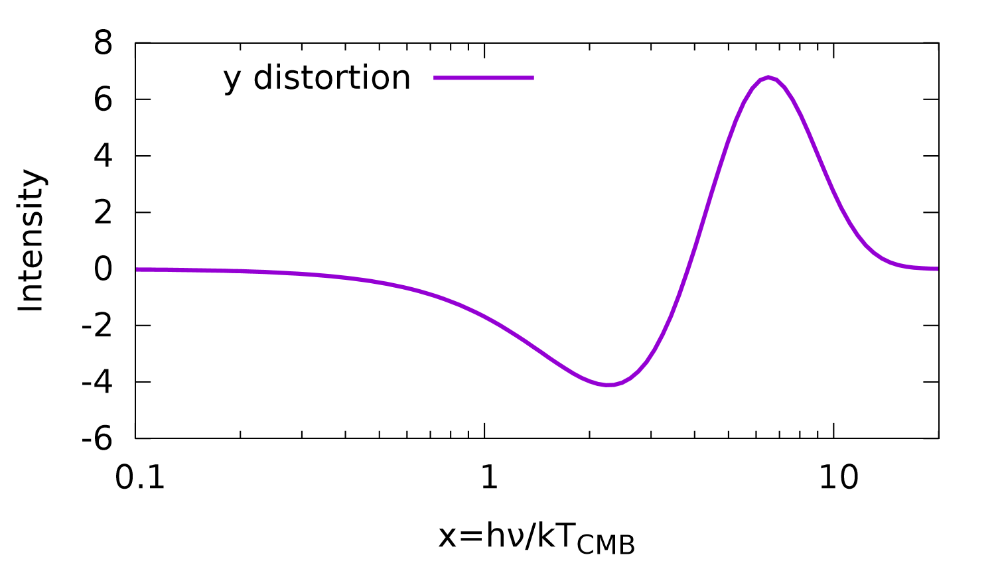 8
y distortion
6
4
2
0
-2
-4
-6
Intensity
0.1 1 10
x=hν/kT_CMB